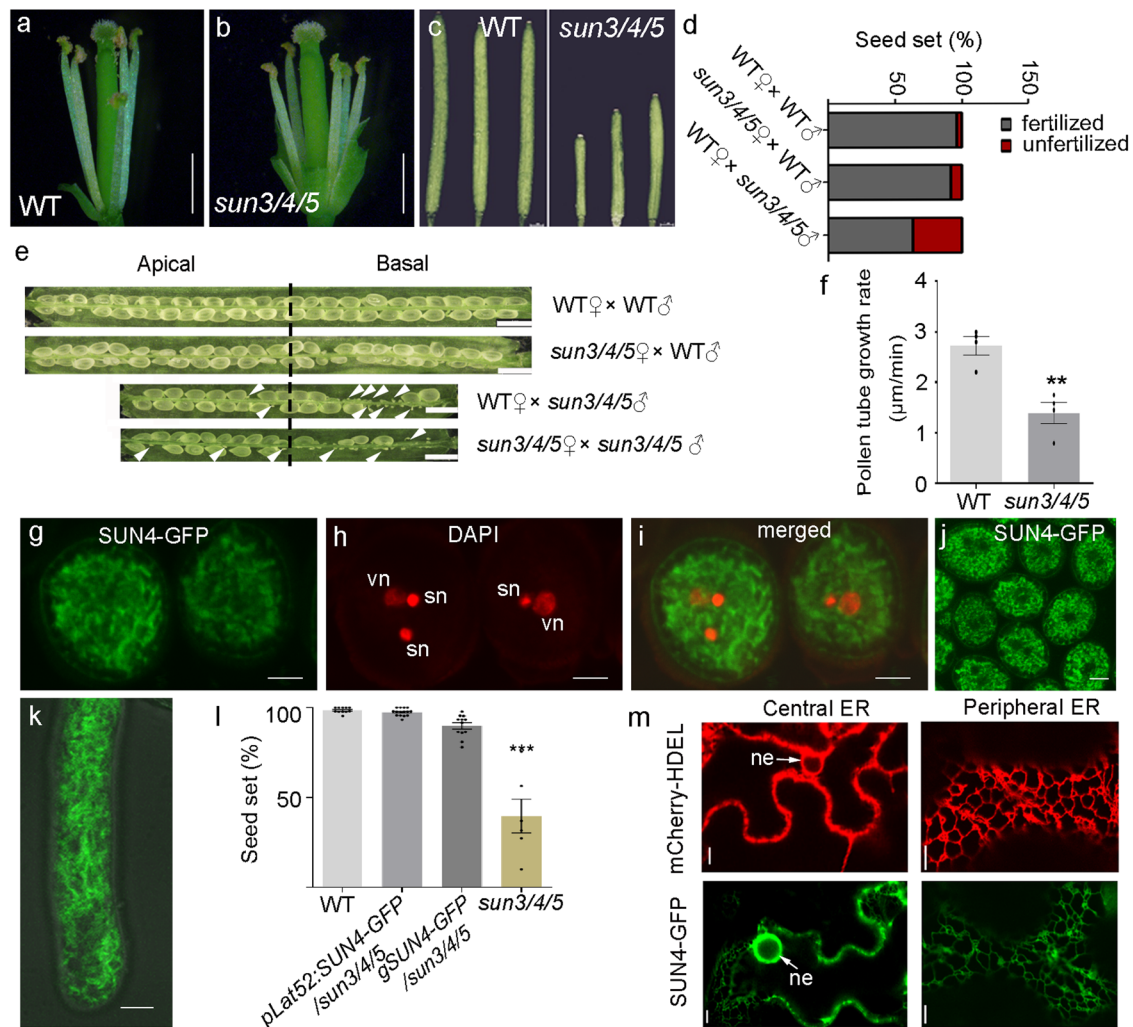 a
WT
b
sun3/4/5
c
WT
sun3/4/5
d
Seed set (%)
50
100
150
WT♀× WT♂
sun3/4/5♀× WT♂
WT♀× sun3/4/5♂
fertilized
unfertilized
e
Apical
Basal
WT♀× WT♂
sun3/4/5♀× WT♂
WT♀× sun3/4/5♂
sun3/4/5♀× sun3/4/5 ♂
f
Pollen tube growth rate
(µm/min)
4
3
2
1
0
**
WT
sun3/4/5
g
SUN4-GFP
h
DAPI
vn
sn
sn
sn
vn
i
merged
j
SUN4-GFP
k
l
Seed set (%)
100
50
***
WT
pLat52:SUN4-GFP
/sun3/4/5
gSUN4-GFP
/sun3/4/5
sun3/4/5
m
Central ER
Peripheral ER
mCherry-HDEL
ne
SUN4-GFP
ne